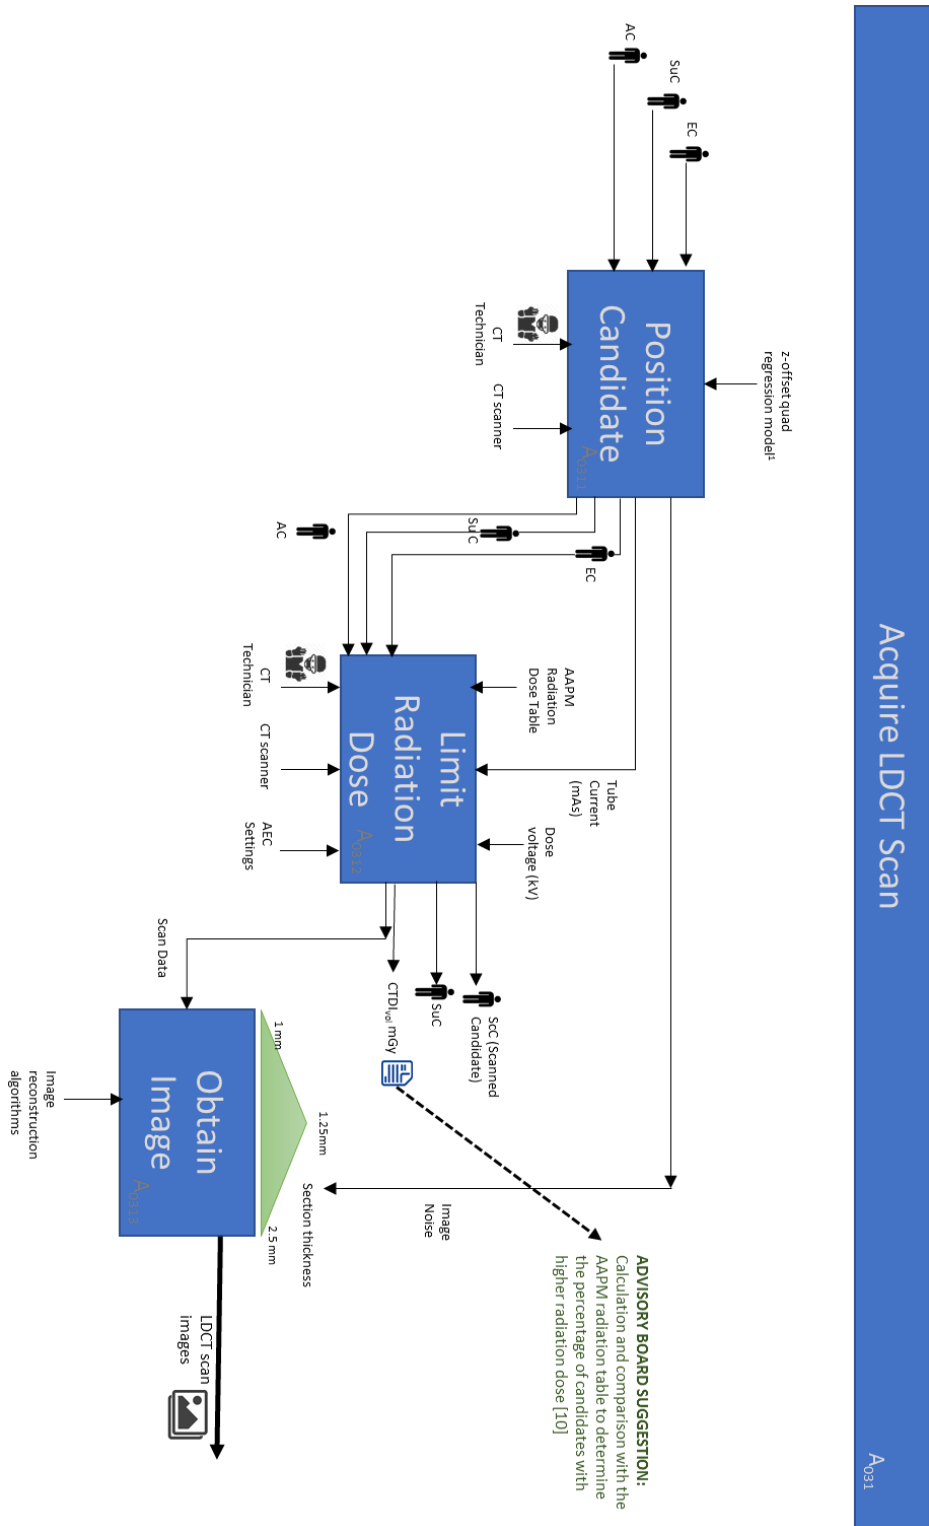 Acquire LDCT Scan
A031
AC
SuC
EC
z-offset quad
regression model¹
Position
Candidate
A0311
CT
Technician
CT scanner
AC
Su C
EC
AAPM
Radiation
Dose Table
Tube
Current
(mAs)
Dose
voltage (kV)
Limit
Radiation
Dose
A0312
CT
Technician
CT scanner
AEC
Settings
ScC (Scanned
Candidate)
SuC
CTDIvol mGy
Scan Data
ADVISORY BOARD SUGGESTION:
Calculation and comparison with the
AAPM radiation table to determine
the percentage of candidates with
higher radiation dose [10]
Image
Noise
Section thickness
1 mm
1.25mm
2.5 mm
Obtain
Image
A0313
Image
reconstruction
algorithms
LDCT scan
images